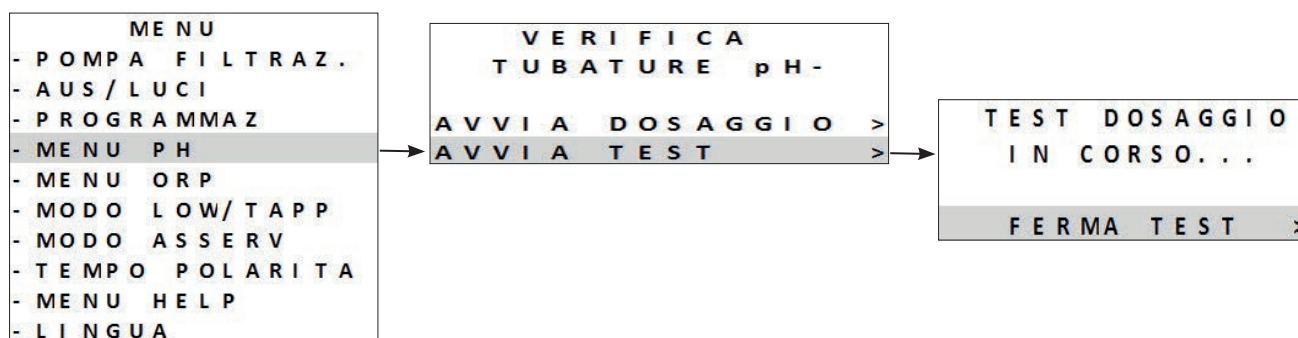 MENU
- POMPA FILTRAZ.
- AUS/LUCI
- PROGRAMMAZ
- MENU PH
- MENU ORP
- MODO LOW/TAPP
- MODO ASSERV
- TEMPO POLARITA
- MENU HELP
- LINGUA
VERIFICA
TUBATURE pH-
AVVIA DOSAGGIO >
AVVIA TEST >
TEST DOSAGGIO
IN CORSO...
FERMA TEST >